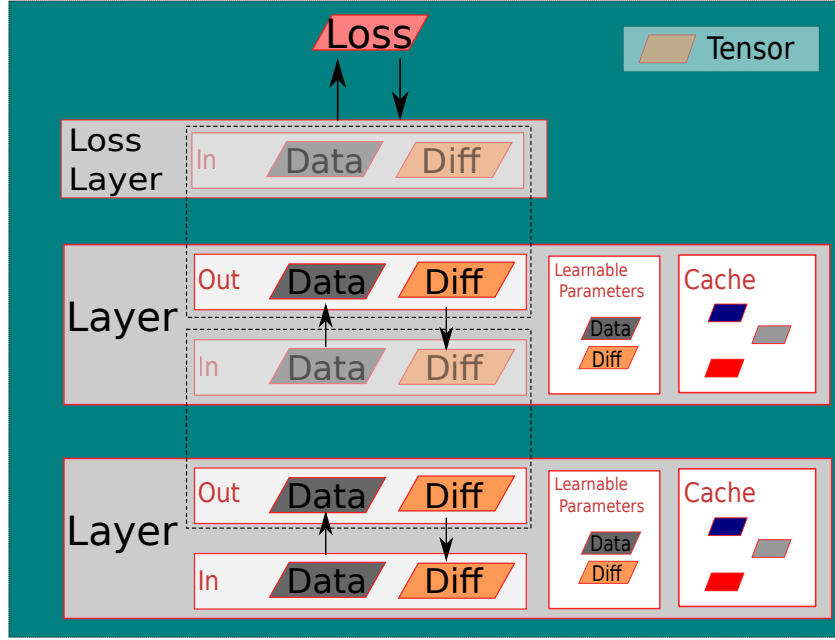 Loss
Tensor
Loss
Layer
In
Data
Diff
Layer
Out
Data
Diff
In
Data
Diff
Learnable
Parameters
Data
Diff
Cache
Layer
Out
Data
Diff
In
Data
Diff
Learnable
Parameters
Data
Diff
Cache